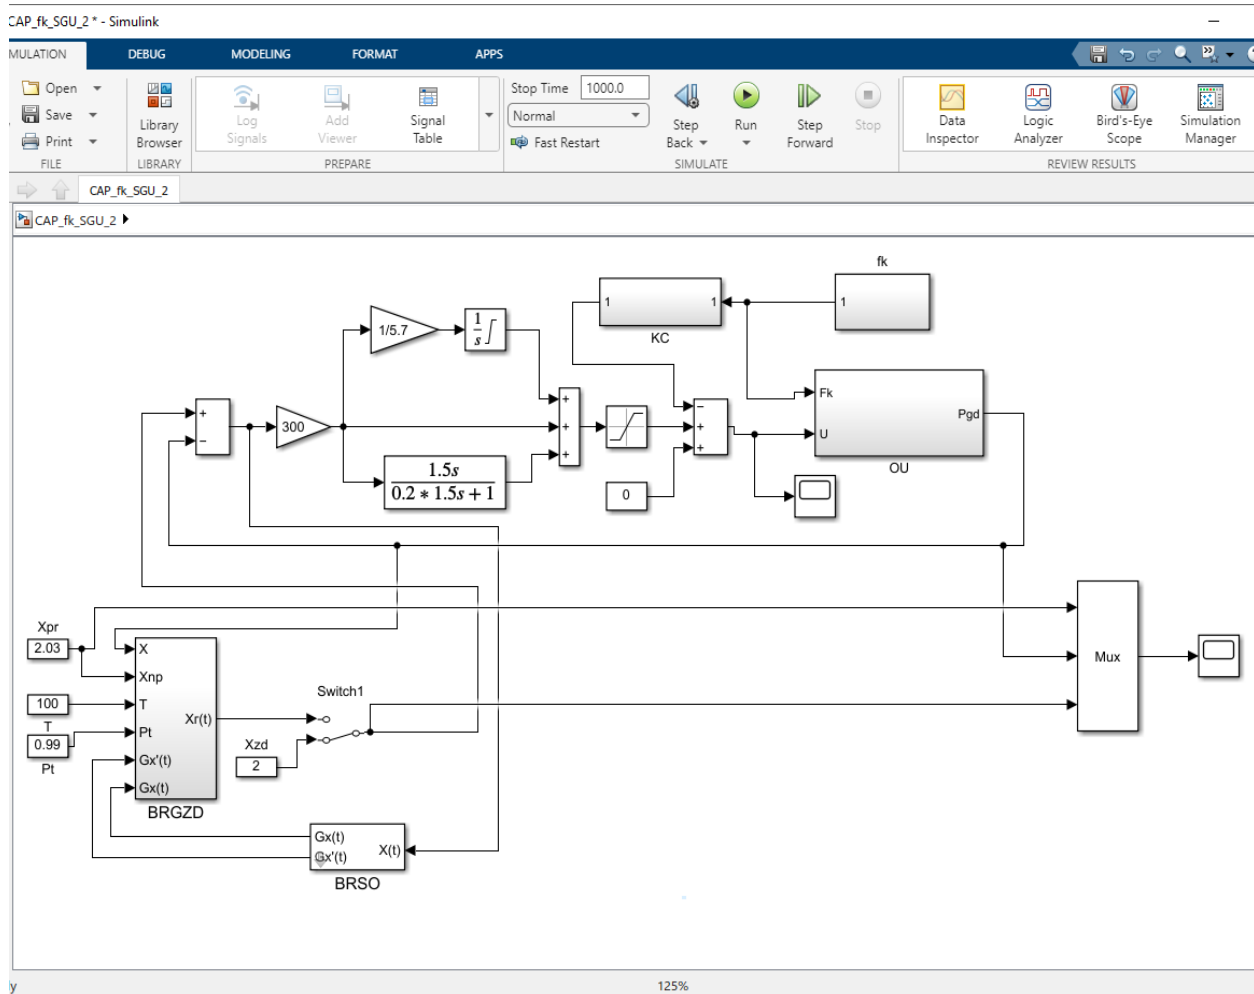 CAP_fk_SGU_2 * - Simulink
MULATION DEBUG MODELING FORMAT APPS
Open
Save
Print
FILE
Library
Browser
LIBRARY
Log
Signals
Add
Viewer
Signal
Table
PREPARE
Stop Time 1000.0
Normal
Fast Restart
Step
Back
Run
Step
Forward
Stop
SIMULATE
Data
Inspector
Logic
Analyzer
Bird's-Eye
Scope
Simulation
Manager
REVIEW RESULTS
CAP_fk_SGU_2
CAP_fk_SGU_2
fk
1
1 1
KC
1/5.7
1
s
+
−
300
1.5s
0.2 * 1.5s + 1
+
+
+
−
+
+
0
Fk
U
Pgd
OU
Xpr
2.03
100
T
0.99
Pt
X
Xnp
T
Pt
Gx'(t)
Gx(t)
Xr(t)
BRGZD
Switch1
Xzd
2
Gx(t)
Gx'(t)
X(t)
BRSO
Mux
y
125%